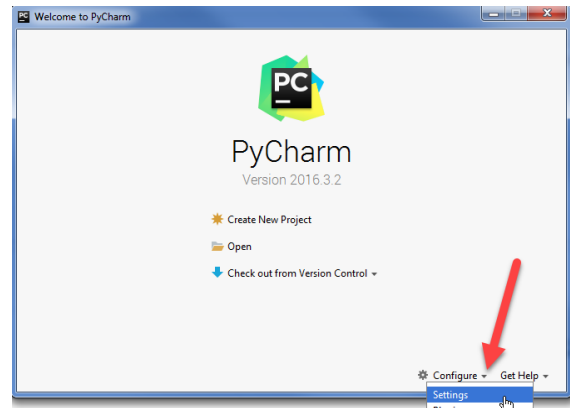 PC Welcome to PyCharm
PC
PyCharm
Version 2016.3.2
Create New Project
Open
Check out from Version Control
Configure Get Help
Settings